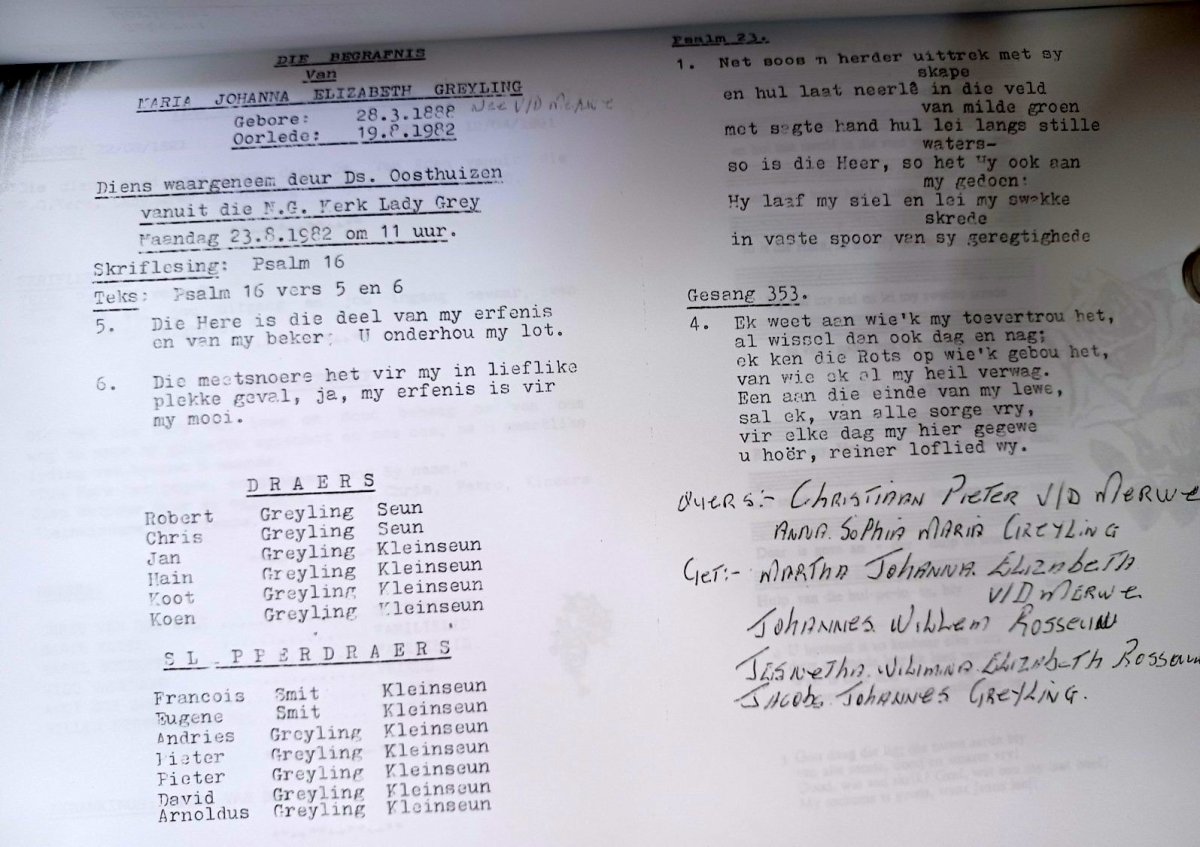 DIE BEGRAFNIS
Van
MARIA JOHANNA ELIZABETH GREYLING
Nee V/D Merwe
Gebore: 28.3.1888
Oorlede: 19.8.1982
Diens waargeneem deur Ds. Oosthuizen
vanuit die N.G. Kerk Lady Grey
Maandag 23.8.1982 om 11 uur.
Skriflesing: Psalm 16
Teks: Psalm 16 vers 5 en 6
5. Die Here is die deel van my erfenis
en van my beker; U onderhou my lot.
6. Die meetsnoere het vir my in lieflike
plekke geval, ja, my erfenis is vir
my mooi.
DRAERS
Robert Greyling Seun
Chris Greyling Seun
Jan Greyling Kleinseun
Hain Greyling Kleinseun
Koot Greyling Kleinseun
Koen Greyling Kleinseun
SL PPERDRAERS
Francois Smit Kleinseun
Eugene Smit Kleinseun
Andries Greyling Kleinseun
Pieter Greyling Kleinseun
Pieter Greyling Kleinseun
David Greyling Kleinseun
Arnoldus Greyling Kleinseun
Psalm 23.
1. Net soos 'n herder uittrek met sy
skape
en hul laat neerlê in die veld
van milde groen
met sagte hand hul lei langs stille
waters-
so is die Heer, so het Hy ook aan
my gedoen:
Hy laaf my siel en lei my swakke
skrede
in vaste spoor van sy geregtighede
Gesang 353.
4. Ek weet aan wie'k my toevertrou het,
al wissel dan ook dag en nag;
ek ken die Rots op wie'k gebou het,
van wie ek al my heil verwag.
Een aan die einde van my lewe,
sal ek, van alle sorge vry,
vir elke dag my hier gegewe
u hoër, reiner loflied wy.
Ouers:- Christiaan Pieter V/D Merwe
Anna Sophia Maria Greyling
Get:- Martha Johanna Elizabeth
V/D Merwe
Johannes Willem Rosseuw
Jacobs Johannes Greyling.